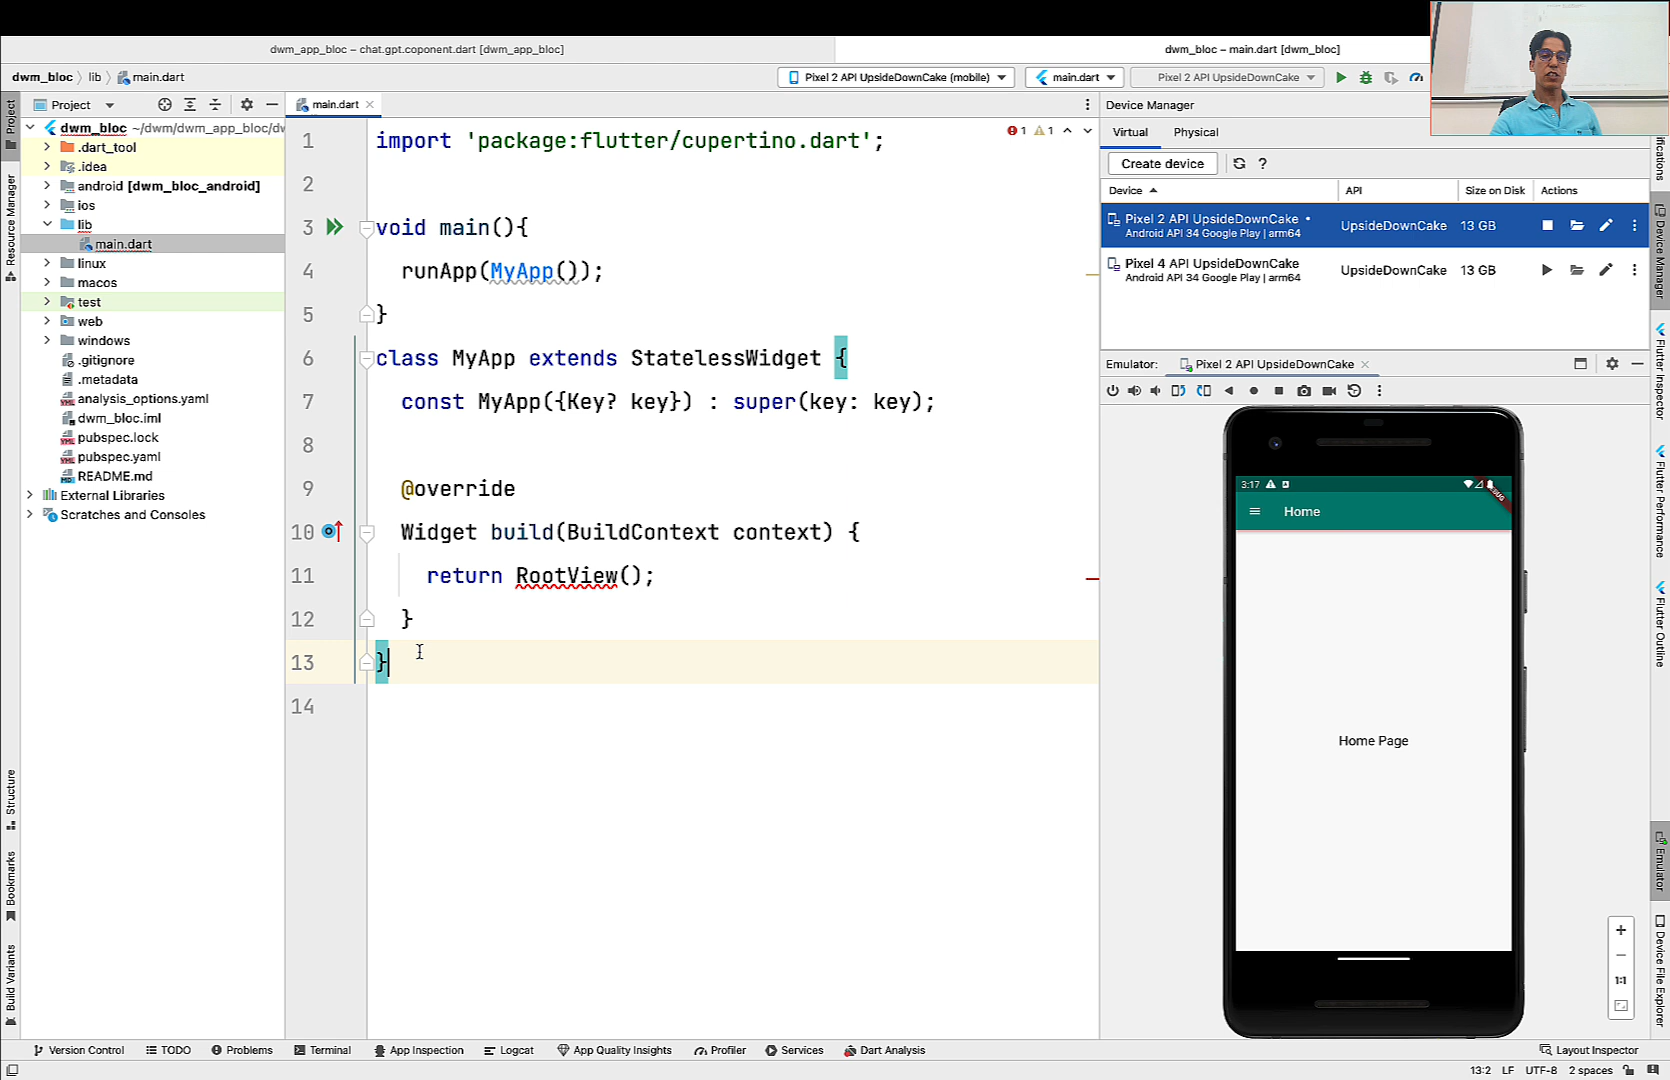 dwm_app_bloc – chat.gpt.coponent.dart [dwm_app_bloc]
dwm_bloc – main.dart [dwm_bloc]
dwm_bloc
lib
main.dart
Pixel 2 API UpsideDownCake (mobile)
main.dart
Pixel 2 API UpsideDownCake
Project
main.dart
Device Manager
Project
Resource Manager
Structure
Bookmarks
Build Variants
dwm_bloc ~/dwm/dwm_app_bloc/dw
.dart_tool
.idea
android [dwm_bloc_android]
ios
lib
main.dart
linux
macos
test
web
windows
.gitignore
.metadata
analysis_options.yaml
dwm_bloc.iml
pubspec.lock
pubspec.yaml
README.md
External Libraries
Scratches and Consoles
1 1
1 import 'package:flutter/cupertino.dart';
2
3 void main(){
4 runApp(MyApp());
5 }
6 class MyApp extends StatelessWidget {
7 const MyApp({Key? key}) : super(key: key);
8
9 @override
10 Widget build(BuildContext context) {
11 return RootView();
12 }
13 }
14
Virtual Physical
Create device ?
Device API Size on Disk Actions
Pixel 2 API UpsideDownCake • UpsideDownCake 13 GB
Android API 34 Google Play | arm64
Pixel 4 API UpsideDownCake UpsideDownCake 13 GB
Android API 34 Google Play | arm64
Emulator: Pixel 2 API UpsideDownCake
3:17
DEBUG
Home
Home Page
1:1
ifications
Device Manager
Flutter Inspector
Flutter Performance
Flutter Outline
Emulator
Device File Explorer
Version Control TODO Problems Terminal App Inspection Logcat App Quality Insights Profiler Services Dart Analysis Layout Inspector
13:2 LF UTF-8 2 spaces